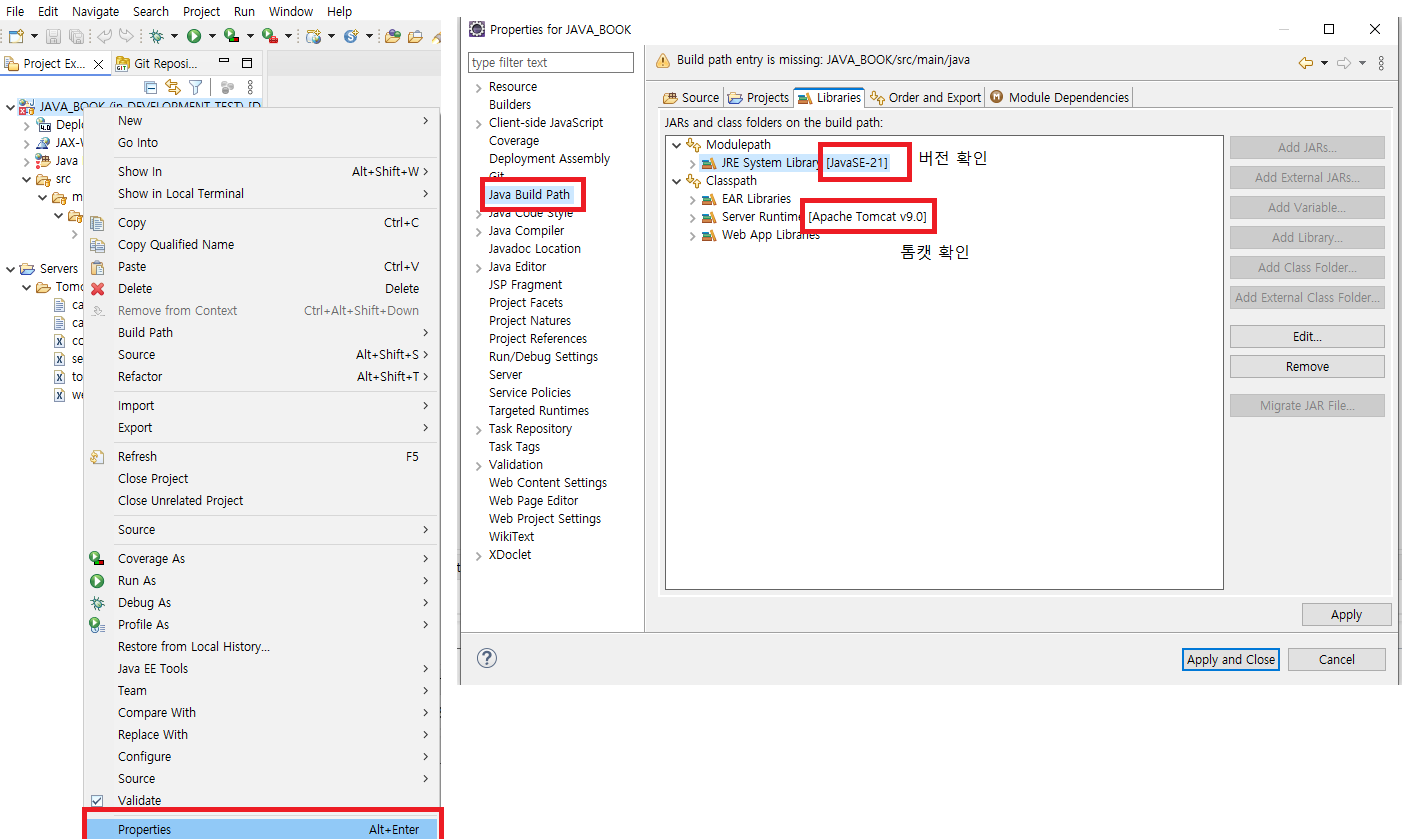 File Edit Navigate Search Project Run Window Help
Project Ex...
Git Reposi...
JAVA_BOOK (in DEVELOPMENT_TEST) [D
Deplo
JAX-W
Java
src
m
Servers
Tomc
ca
ca
co
se
to
we
New
Go Into
Show In Alt+Shift+W
Show in Local Terminal
Copy Ctrl+C
Copy Qualified Name
Paste Ctrl+V
Delete Delete
Remove from Context Ctrl+Alt+Shift+Down
Build Path
Source Alt+Shift+S
Refactor Alt+Shift+T
Import
Export
Refresh F5
Close Project
Close Unrelated Project
Source
Coverage As
Run As
Debug As
Profile As
Restore from Local History...
Java EE Tools
Team
Compare With
Replace With
Configure
Source
Validate
Properties Alt+Enter
Properties for JAVA_BOOK
type filter text
Resource
Builders
Client-side JavaScript
Coverage
Deployment Assembly
Git
Java Build Path
Java Code Style
Java Compiler
Javadoc Location
Java Editor
JSP Fragment
Project Facets
Project Natures
Project References
Run/Debug Settings
Server
Service Policies
Targeted Runtimes
Task Repository
Task Tags
Validation
Web Content Settings
Web Page Editor
Web Project Settings
WikiText
XDoclet
Build path entry is missing: JAVA_BOOK/src/main/java
Source Projects Libraries Order and Export Module Dependencies
JARs and class folders on the build path:
Modulepath
JRE System Library [JavaSE-21] 버전 확인
Classpath
EAR Libraries
Server Runtime [Apache Tomcat v9.0]
Web App Libraries
톰캣 확인
Add JARs...
Add External JARs...
Add Variable...
Add Library...
Add Class Folder...
Add External Class Folder...
Edit...
Remove
Migrate JAR File...
Apply
Apply and Close Cancel